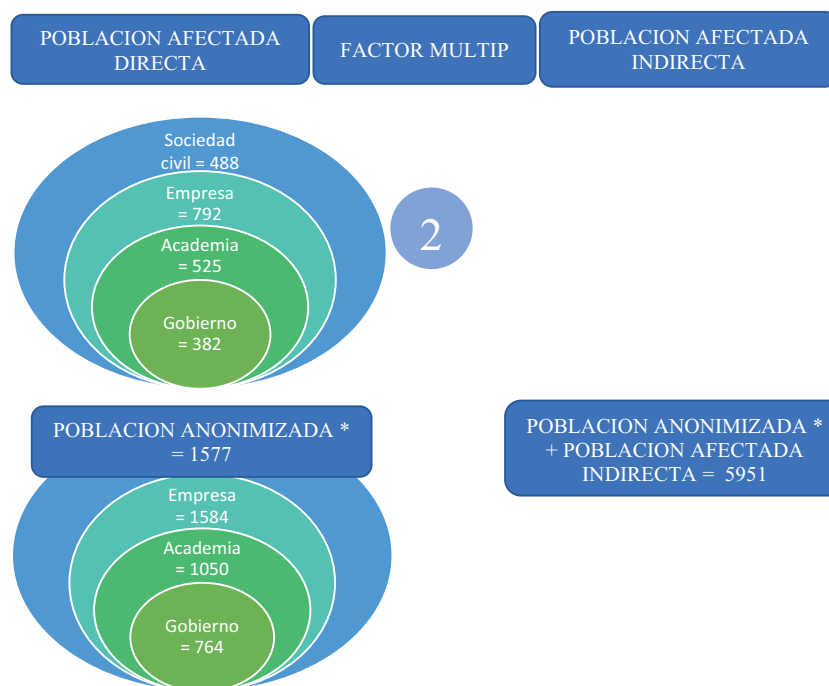 POBLACION AFECTADA
DIRECTA
FACTOR MULTIP
POBLACION AFECTADA
INDIRECTA
Sociedad
civil = 488
Empresa
= 792
Academia
= 525
Gobierno
= 382
2
POBLACION ANONIMIZADA *
= 1577
POBLACION ANONIMIZADA *
+ POBLACION AFECTADA
INDIRECTA = 5951
Empresa
= 1584
Academia
= 1050
Gobierno
= 764